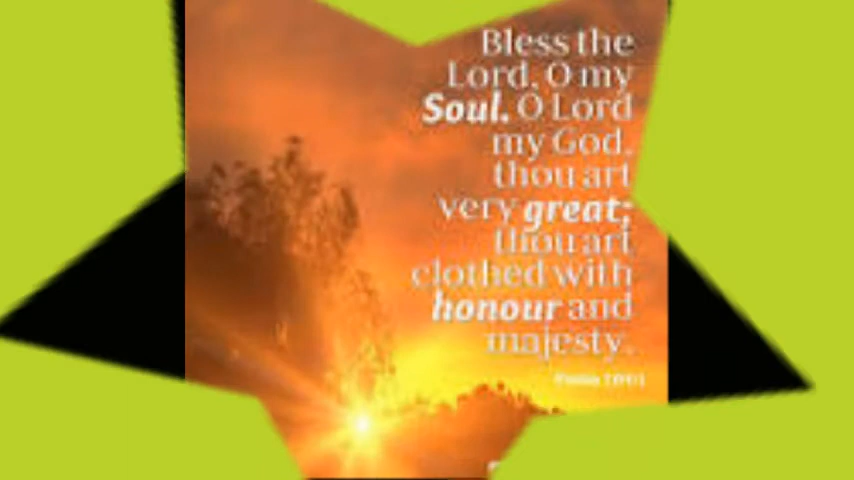 Bless the
Lord, O my
Soul. O Lord
my God,
thou art
very great;
thou art
clothed with
honour and
majesty.